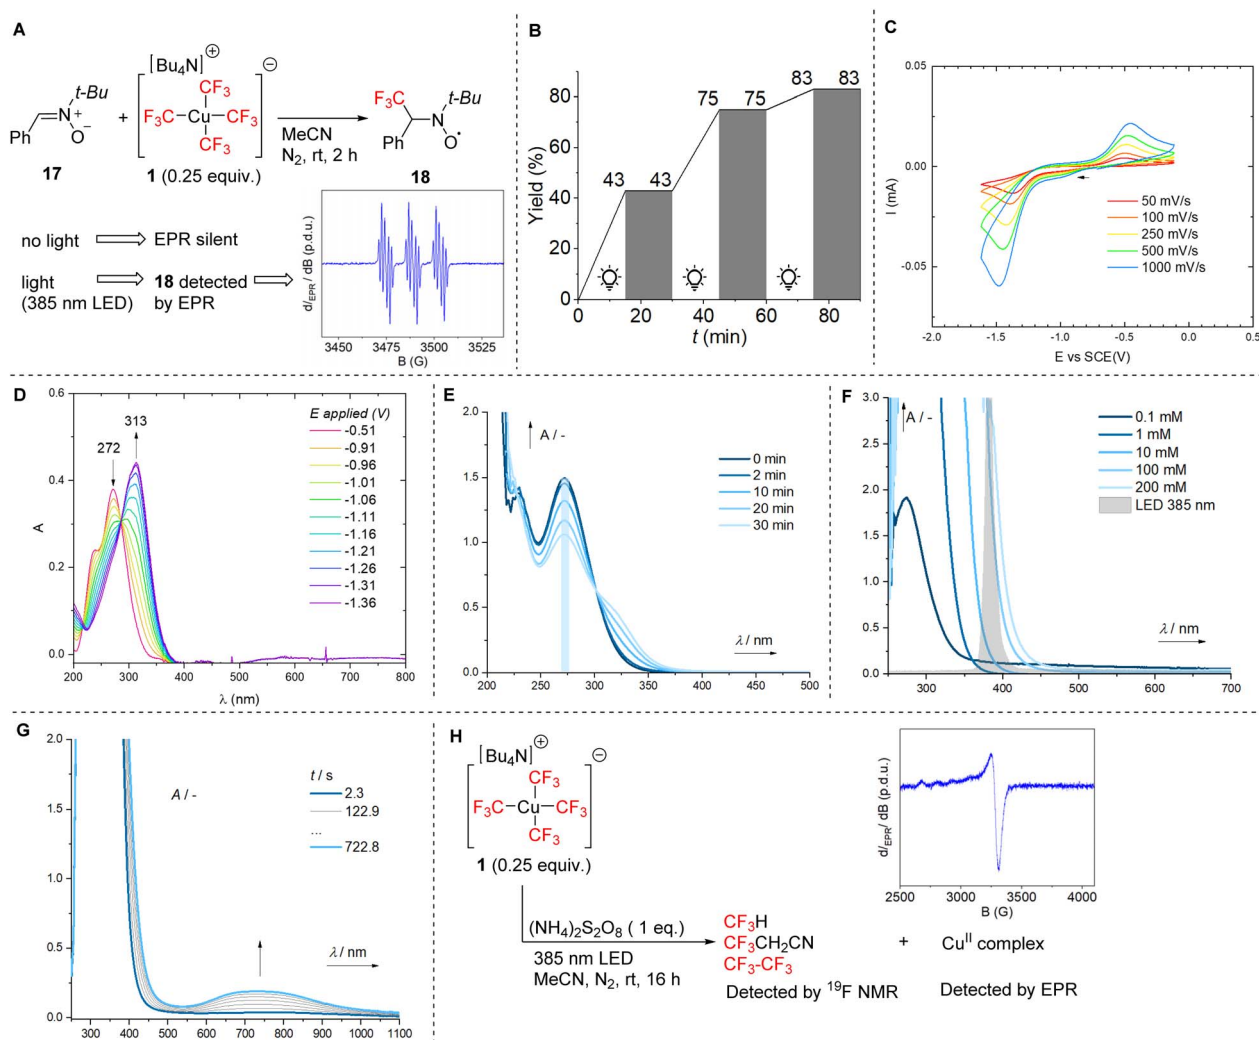 A
[Bu4N]⊕
⊖
t-Bu
N+
O−
Ph
17
+
CF3
F3C Cu CF3
CF3
1 (0.25 equiv.)
MeCN
N2, rt, 2 h
F3C
t-Bu
N
O•
Ph
18
no light
EPR silent
light
(385 nm LED)
18 detected
by EPR
dIEPR / dB (p.d.u.)
3450 3475 3500 3525
B (G)
B
Yield (%)
80
60
40
20
0
43 43
75 75
83 83
0 20 40 60 80
t (min)
C
I (mA)
0.05
0.00
-0.05
50 mV/s
100 mV/s
250 mV/s
500 mV/s
1000 mV/s
-2.0 -1.5 -1.0 -0.5 0.0 0.5
E vs SCE(V)
D
A
0.6
0.4
0.2
0.0
272
313
E applied (V)
-0.51
-0.91
-0.96
-1.01
-1.06
-1.11
-1.16
-1.21
-1.26
-1.31
-1.36
200 300 400 500 600 700 800
λ (nm)
E
2.0
1.5
1.0
0.5
0.0
A / -
0 min
2 min
10 min
20 min
30 min
λ / nm
200 250 300 350 400 450 500
F
3.0
2.5
2.0
1.5
1.0
0.5
0.0
A / -
0.1 mM
1 mM
10 mM
100 mM
200 mM
LED 385 nm
λ / nm
300 400 500 600 700
G
2.0
1.5
1.0
0.5
0.0
A / -
t / s
2.3
122.9
...
722.8
λ / nm
300 400 500 600 700 800 900 1000 1100
H
[Bu4N]⊕
⊖
CF3
F3C Cu CF3
CF3
1 (0.25 equiv.)
(NH4)2S2O8 ( 1 eq.)
385 nm LED
MeCN, N2, rt, 16 h
CF3H
CF3CH2CN
CF3-CF3
Detected by 19F NMR
+
dIEPR/ dB (p.d.u.)
2500 3000 3500 4000
B (G)
CuII complex
Detected by EPR